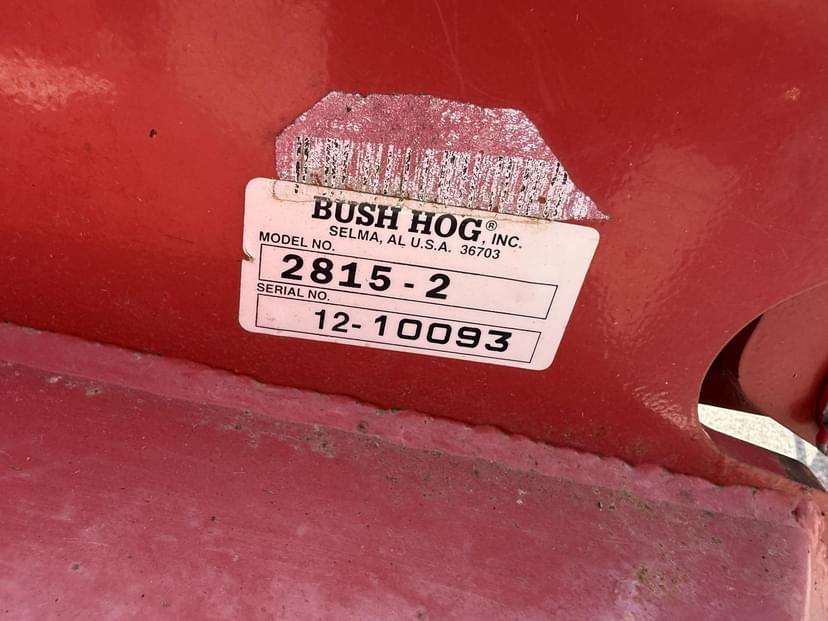 BUSH HOG®, INC.
SELMA, AL U.S.A. 36703
MODEL NO.
2815-2
SERIAL NO.
12-10093